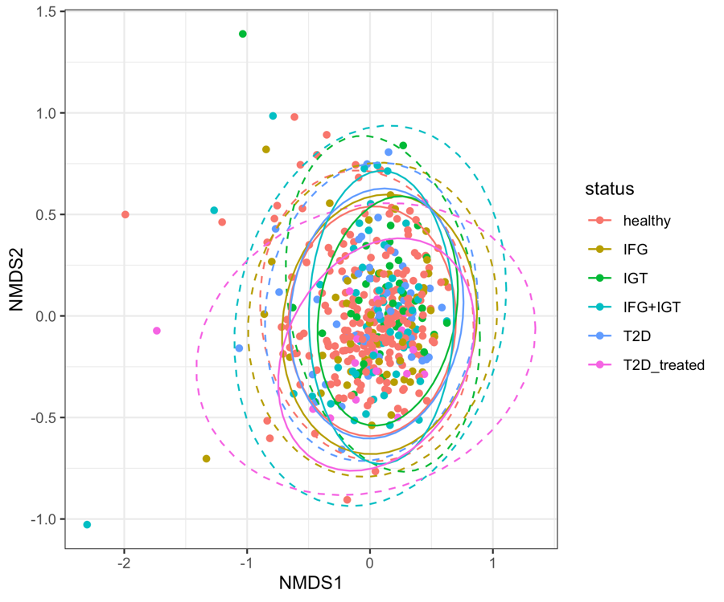 1.5
1.0
0.5
0.0
-0.5
-1.0
NMDS2
-2
-1
0
1
NMDS1
status
healthy
IFG
IGT
IFG+IGT
T2D
T2D_treated